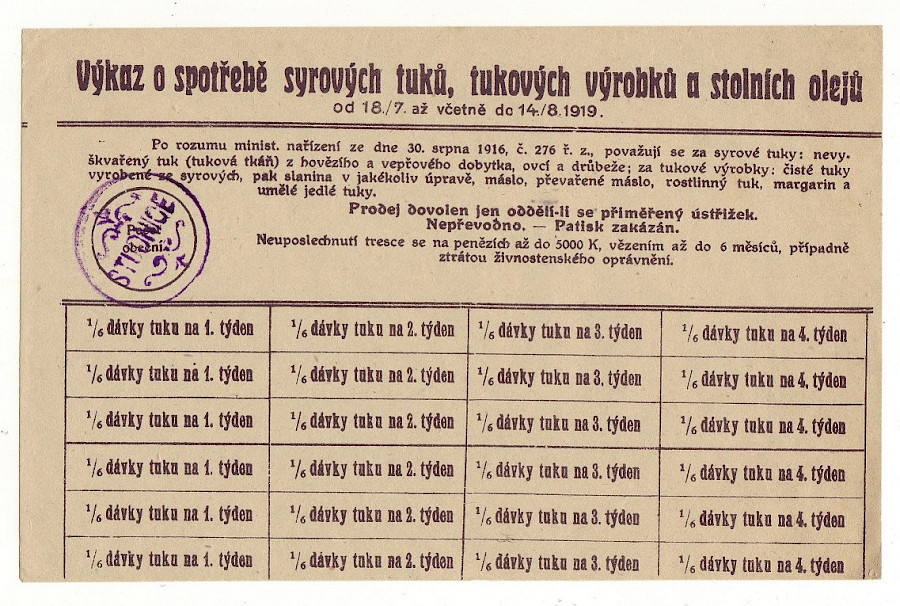 Výkaz o spotřebě syrových tuků, tukových výrobků a stolních olejů
od 18./7. až včetně do 14./8. 1919.
Po rozumu minist. nařízení ze dne 30. srpna 1916, č. 276 ř. z., považují se za syrové tuky: nevy-
škvařený tuk (tuková tkáň) z hovězího a vepřového dobytka, ovcí a drůbeže; za tukové výrobky: čisté tuky
vyrobené ze syrových, pak slanina v jakékoliv úpravě, máslo, převařené máslo, rostlinný tuk, margarin a
umělé jedlé tuky.
Prodej dovolen jen oddělí-li se přiměřený ústřižek.
Nepřevodno. — Patisk zakázán.
obecní
Neuposlechnutí tresce se na penězích až do 5000 K, vězením až do 6 měsíců, případně
ztrátou živnostenského oprávnění.
1/6 dávky tuku na 1. týden 1/6 dávky tuku na 2. týden 1/6 dávky tuku na 3. týden 1/6 dávky tuku na 4. týden
1/6 dávky tuku na 1. týden 1/6 dávky tuku na 2. týden 1/6 dávky tuku na 3. týden 1/6 dávky tuku na 4. týden
1/6 dávky tuku na 1. týden 1/6 dávky tuku na 2. týden 1/6 dávky tuku na 3. týden 1/6 dávky tuku na 4. týden
1/6 dávky tuku na 1. týden 1/6 dávky tuku na 2. týden 1/6 dávky tuku na 3. týden 1/6 dávky tuku na 4. týden
1/6 dávky tuku na 1. týden 1/6 dávky tuku na 2. týden 1/6 dávky tuku na 3. týden 1/6 dávky tuku na 4. týden
1/6 dávky tuku na 1. týden 1/6 dávky tuku na 2. týden 1/6 dávky tuku na 3. týden 1/6 dávky tuku na 4. týden